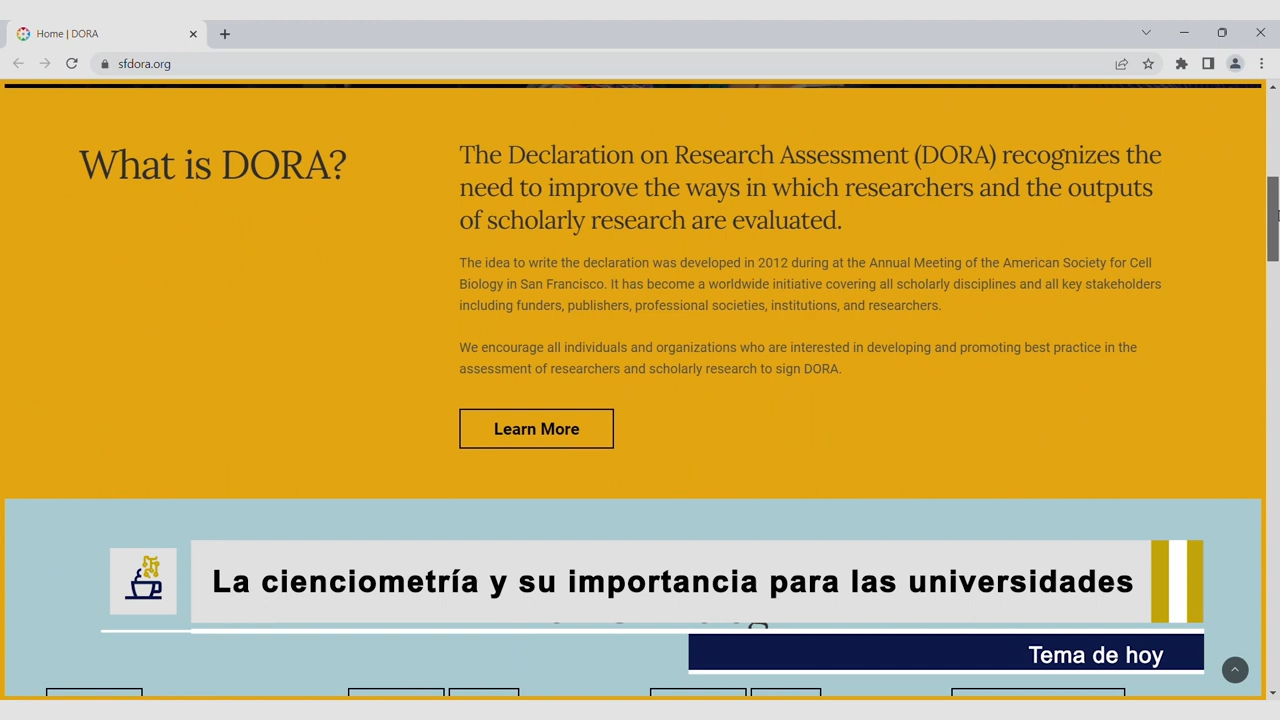 Home | DORA
sfdora.org
What is DORA?
The Declaration on Research Assessment (DORA) recognizes the
need to improve the ways in which researchers and the outputs
of scholarly research are evaluated.
The idea to write the declaration was developed in 2012 during at the Annual Meeting of the American Society for Cell
Biology in San Francisco. It has become a worldwide initiative covering all scholarly disciplines and all key stakeholders
including funders, publishers, professional societies, institutions, and researchers.
We encourage all individuals and organizations who are interested in developing and promoting best practice in the
assessment of researchers and scholarly research to sign DORA.
Learn More
La cienciometría y su importancia para las universidades
Tema de hoy